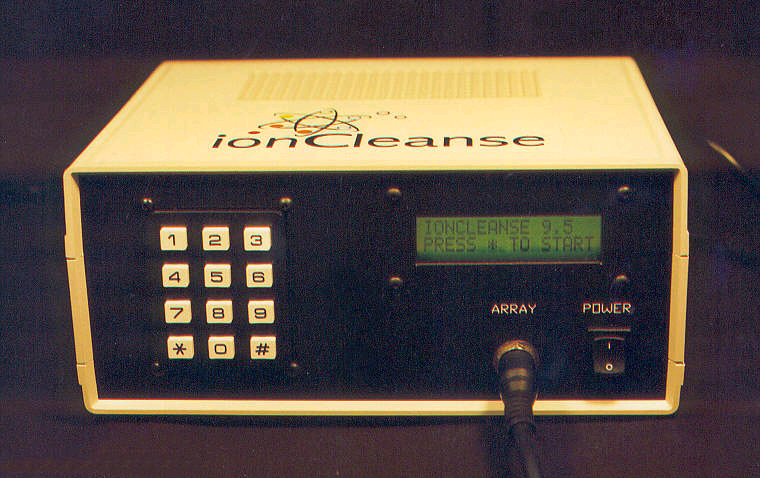 ionCleanse
1 2 3
4 5 6
7 8 9
* 0 #
IONCLEANSE 9.5
PRESS * TO START
ARRAY
POWER
I
O